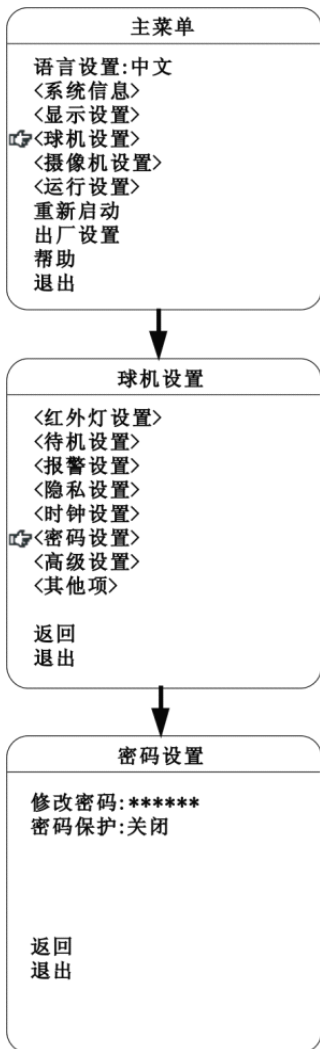 主菜单
语言设置:中文
<系统信息>
<显示设置>
<球机设置>
<摄像机设置>
<运行设置>
重新启动
出厂设置
帮助
退出
球机设置
<红外灯设置>
<待机设置>
<报警设置>
<隐私设置>
<时钟设置>
<密码设置>
<高级设置>
<其他项>
返回
退出
密码设置
修改密码:******
密码保护:关闭
返回
退出